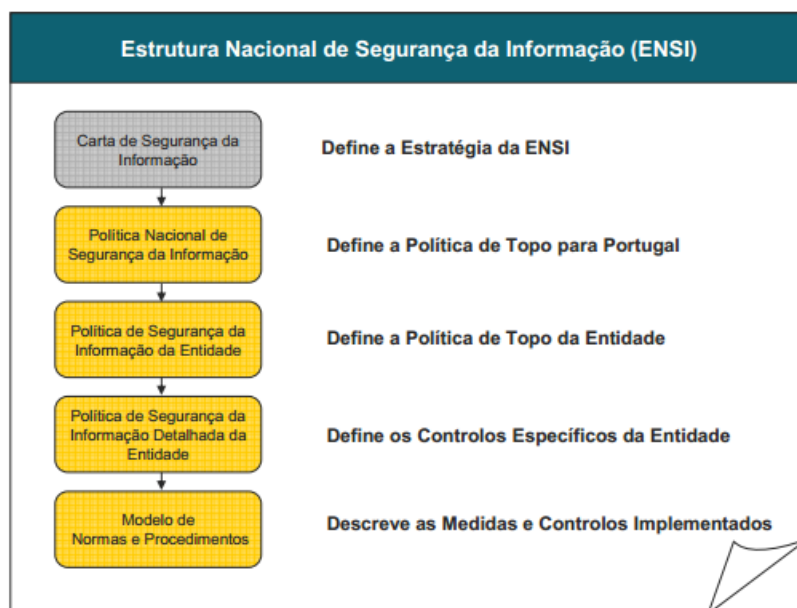 Estrutura Nacional de Segurança da Informação (ENSI)
Carta de Segurança da
Informação
Define a Estratégia da ENSI
Política Nacional de
Segurança da Informação
Define a Política de Topo para Portugal
Política de Segurança da
Informação da Entidade
Define a Política de Topo da Entidade
Política de Segurança da
Informação Detalhada da
Entidade
Define os Controlos Específicos da Entidade
Modelo de
Normas e Procedimentos
Descreve as Medidas e Controlos Implementados